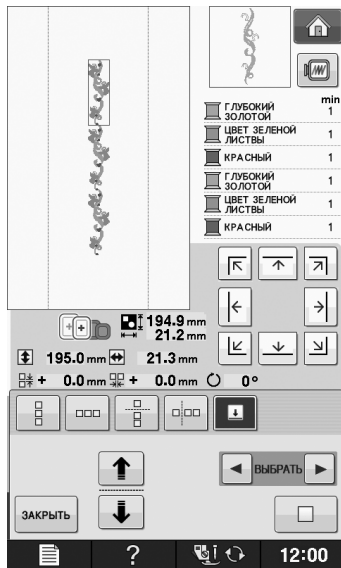 min
ГЛУБОКИЙ
ЗОЛОТОЙ 1
ЦВЕТ ЗЕЛЕНОЙ
ЛИСТВЫ 1
КРАСНЫЙ 1
ГЛУБОКИЙ
ЗОЛОТОЙ 1
ЦВЕТ ЗЕЛЕНОЙ
ЛИСТВЫ 1
КРАСНЫЙ 1
194.9 mm
21.2 mm
195.0 mm 21.3 mm
+ 0.0 mm + 0.0 mm 0°
ВЫБРАТЬ
ЗАКРЫТЬ
? 12:00